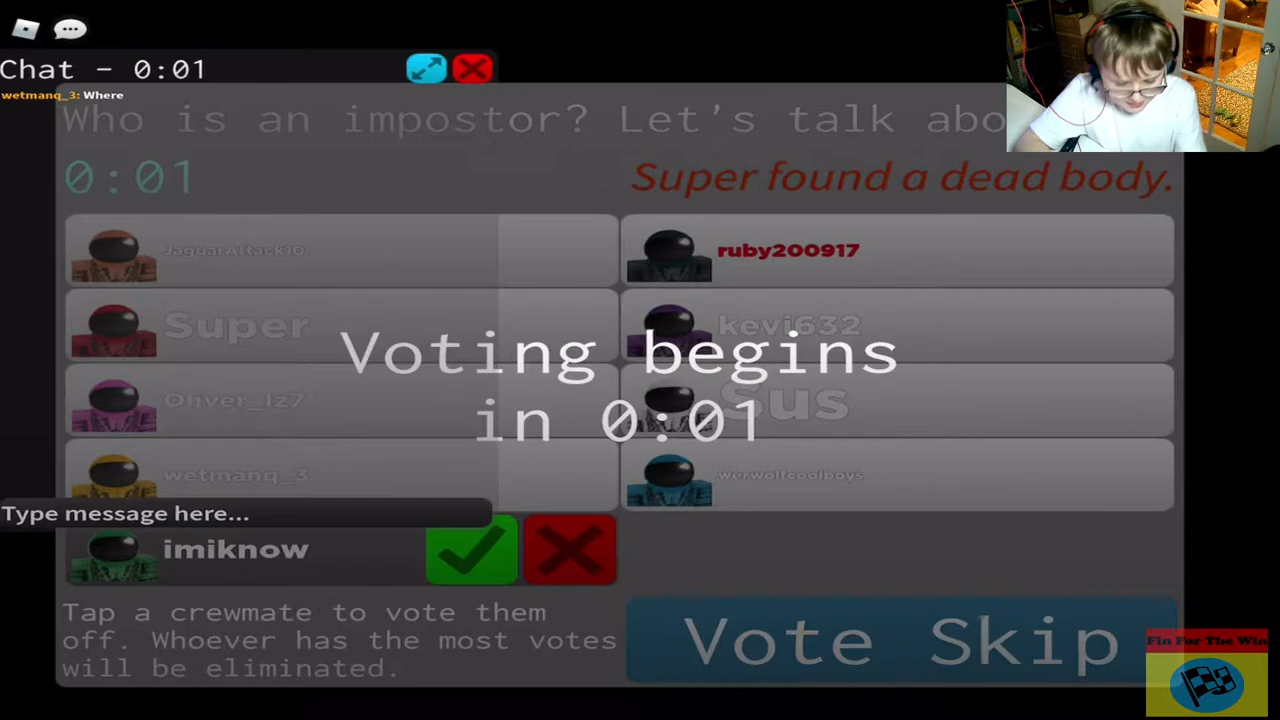 Chat - 0:01
wetmanq_3: Where
Who is an impostor? Let's talk abo
0:01
Super found a dead body.
JaguarAttack10
ruby200917
Super
kevi632
Voting begins
in 0:01
Oliver_lz7
Sus
wetmanq_3
werwolfcoolboys
Type message here...
imiknow
Tap a crewmate to vote them
off. Whoever has the most votes
will be eliminated.
Vote Skip
Fin For The Win